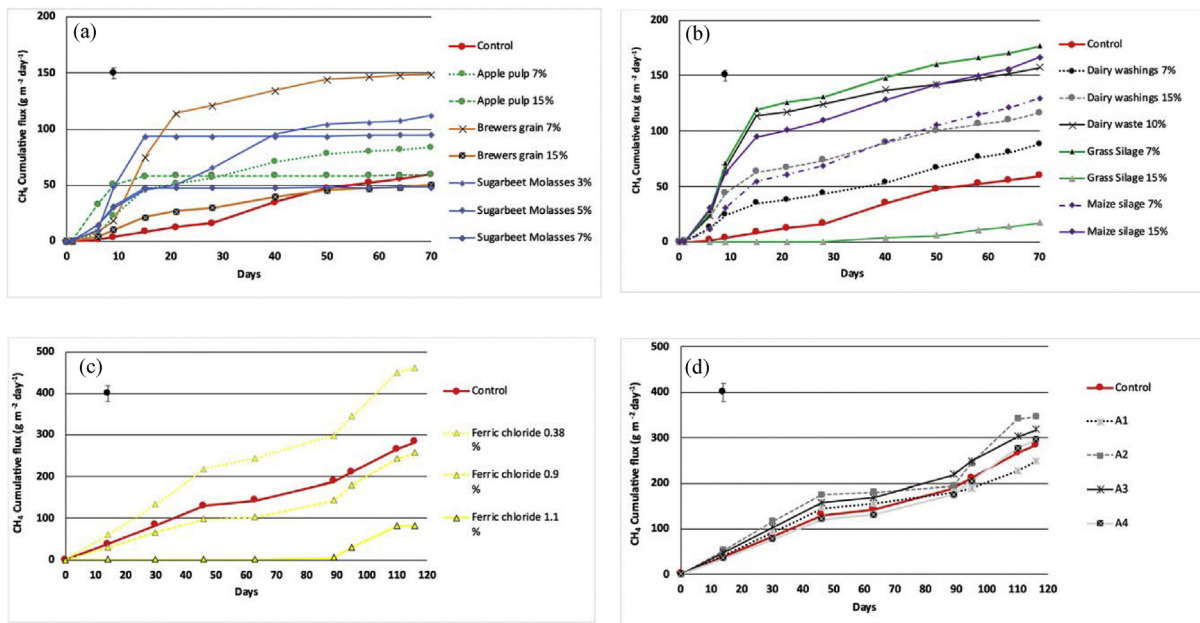 (a)
CH4 Cumulative flux (g m -2 day-1)
200
150
100
50
0
0 10 20 30 40 50 60 70
Days
Control
Apple pulp 7%
Apple pulp 15%
Brewers grain 7%
Brewers grain 15%
Sugarbeet Molasses 3%
Sugarbeet Molasses 5%
Sugarbeet Molasses 7%
(b)
CH4 Cumulative flux (g m -2 day-1)
200
150
100
50
0
0 10 20 30 40 50 60 70
Days
Control
Dairy washings 7%
Dairy washings 15%
Dairy waste 10%
Grass Silage 7%
Grass Silage 15%
Maize silage 7%
Maize silage 15%
(c)
CH4 Cumulative flux (g m -2 day-1)
500
400
300
200
100
0
0 10 20 30 40 50 60 70 80 90 100 110 120
Days
Control
Ferric chloride 0.38
%
Ferric chloride 0.9
%
Ferric chloride 1.1
%
(d)
CH4 Cumulative flux (g m -2 day-1)
500
400
300
200
100
0
0 10 20 30 40 50 60 70 80 90 100 110 120
Days
Control
A1
A2
A3
A4